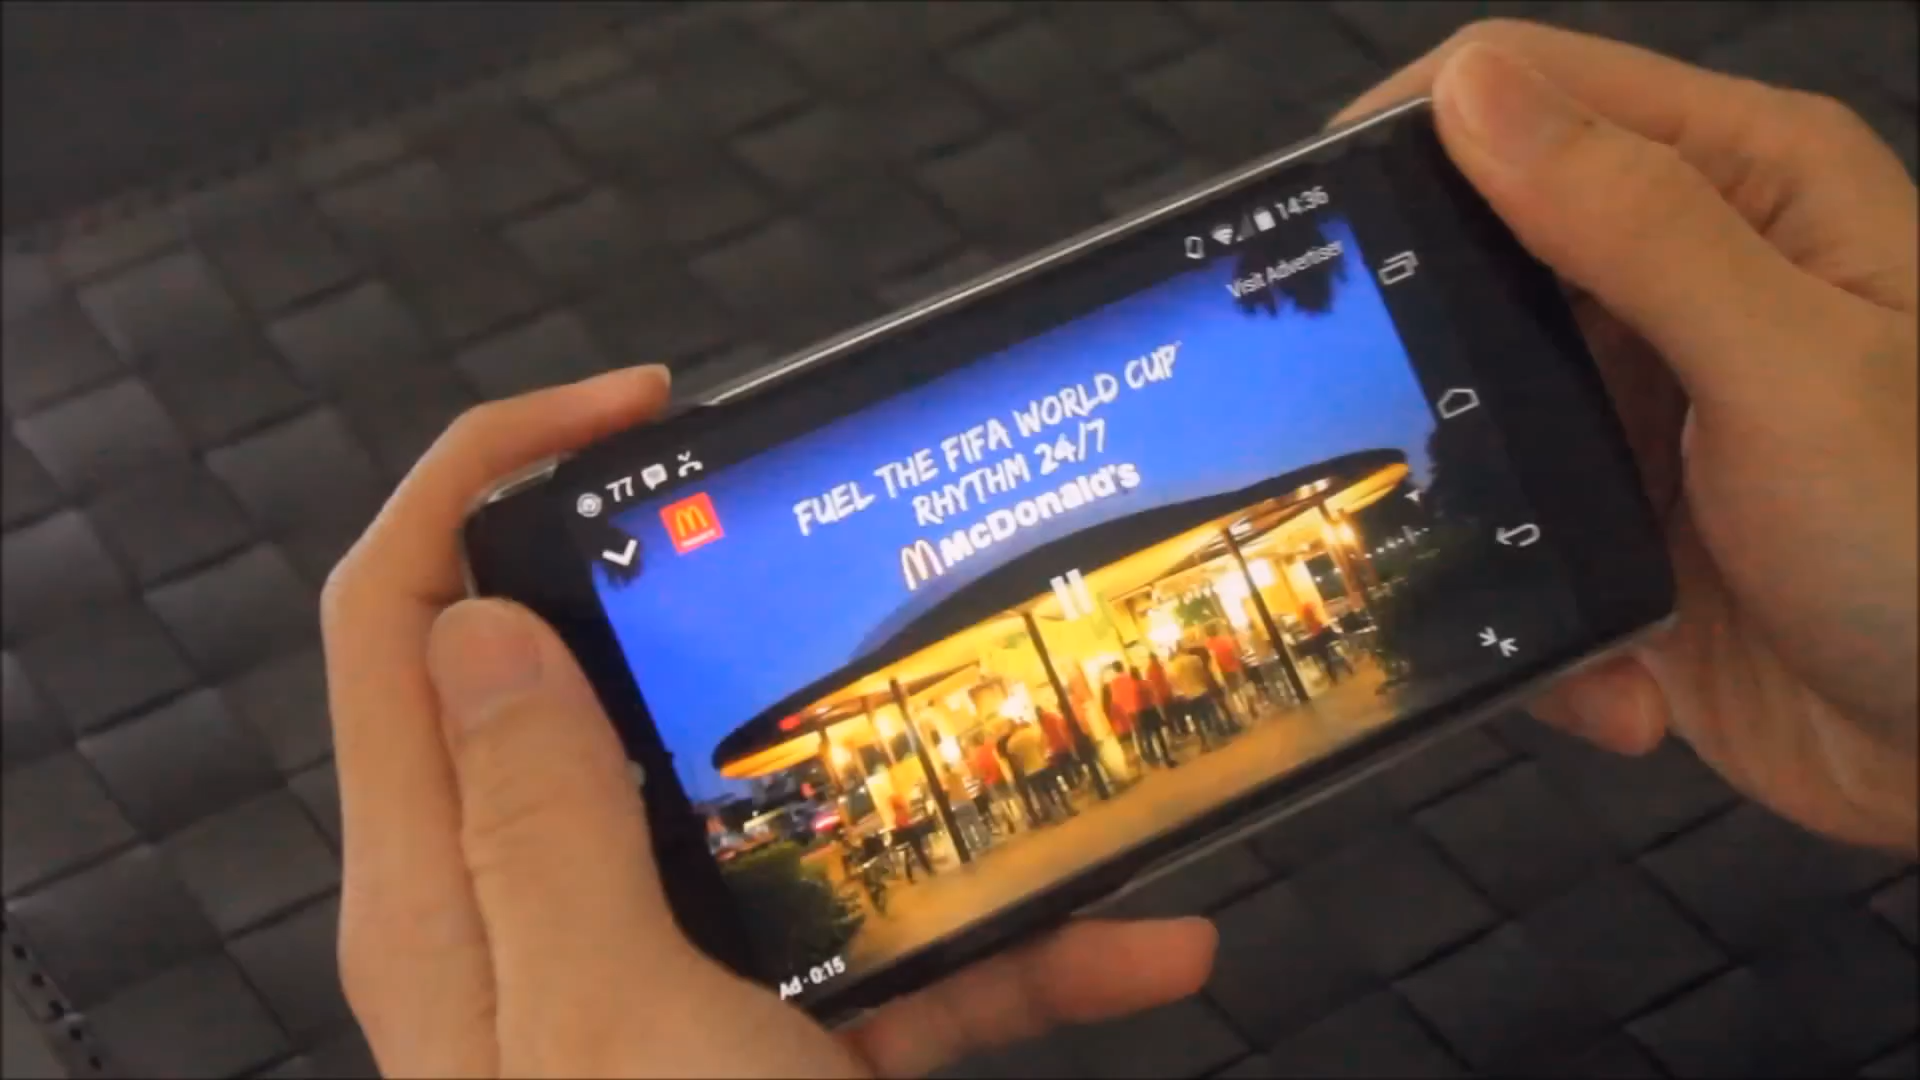 77
14:36
Visit Advertiser
FUEL THE FIFA WORLD CUP
RHYTHM 24/7
McDonald's
Ad · 0:15